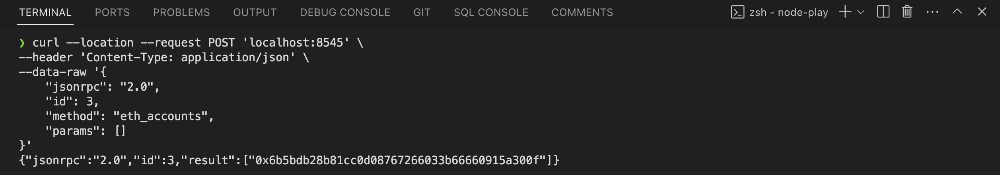 TERMINAL PORTS PROBLEMS OUTPUT DEBUG CONSOLE GIT SQL CONSOLE COMMENTS zsh - node-play
❯ curl --location --request POST 'localhost:8545' \
--header 'Content-Type: application/json' \
--data-raw '{
    "jsonrpc": "2.0",
    "id": 3,
    "method": "eth_accounts",
    "params": []
}'
{"jsonrpc":"2.0","id":3,"result":["0x6b5bdb28b81cc0d08767266033b66660915a300f"]}